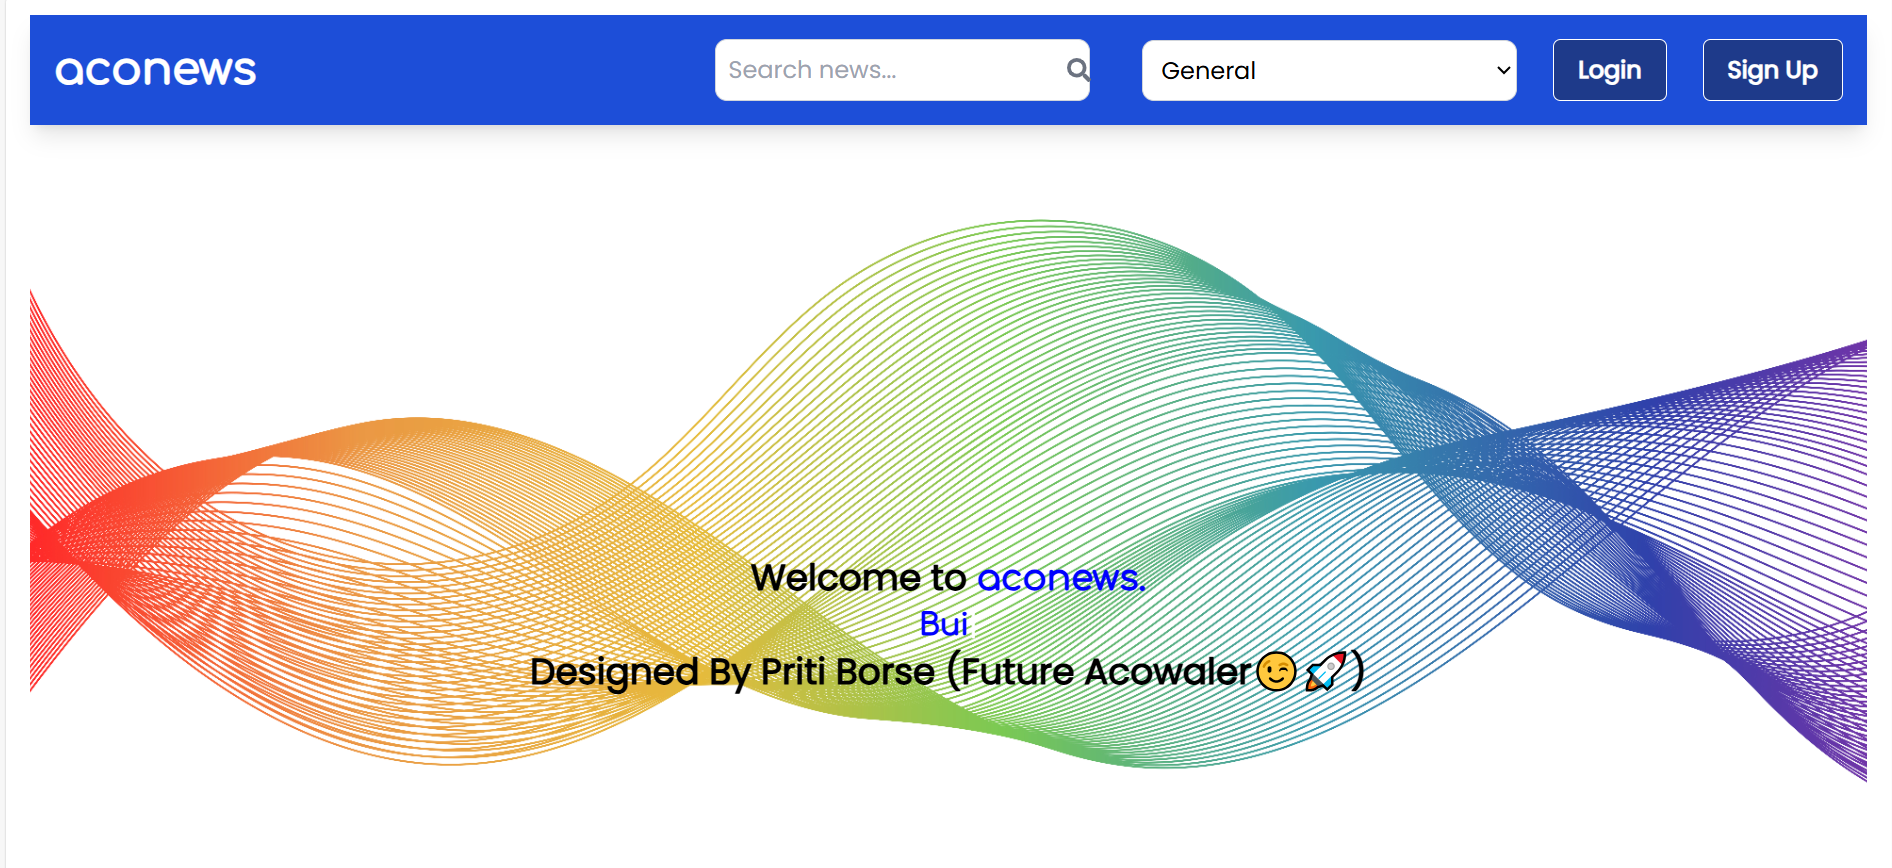 aconews
Search news...
General
Login
Sign Up
Welcome to aconews.
Bui
Designed By Priti Borse (Future Acowaler😉🚀)